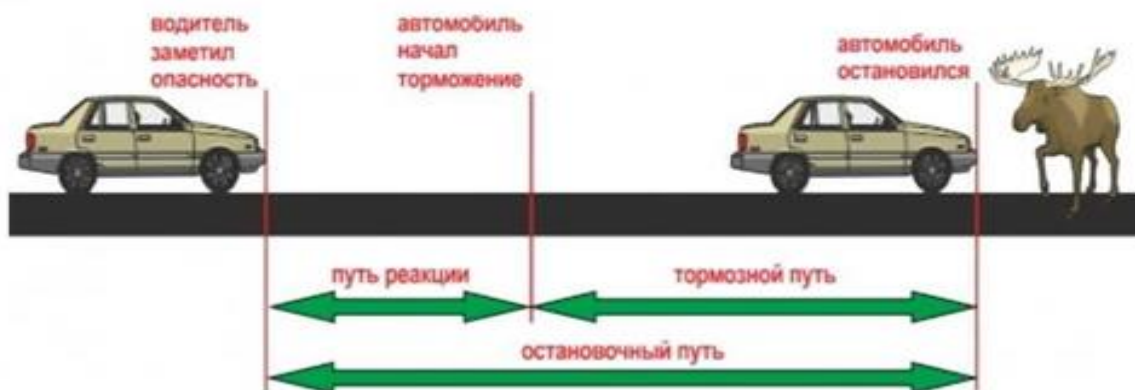 водитель
заметил
опасность
автомобиль
начал
торможение
автомобиль
остановился
путь реакции
тормозной путь
остановочный путь